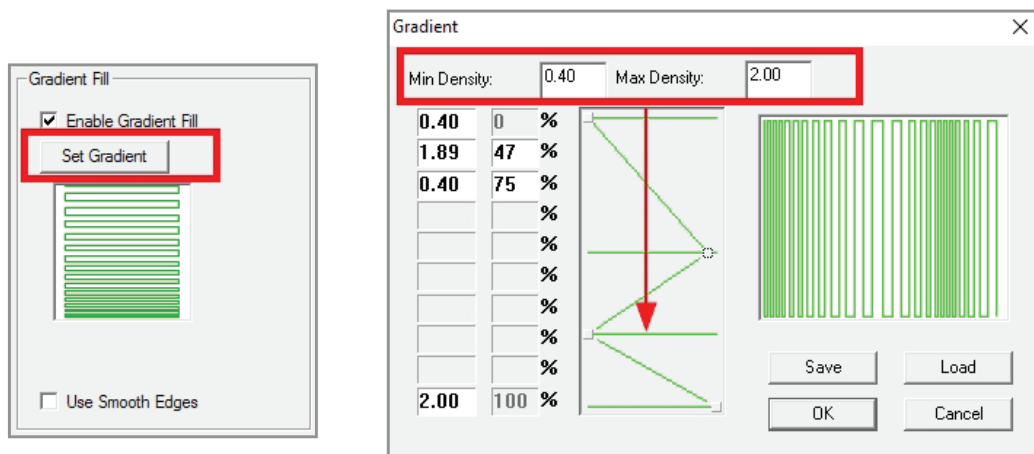 Gradient Fill
Enable Gradient Fill
Set Gradient
Use Smooth Edges
Gradient
Min Density: 0.40 Max Density: 2.00
0.40 0 %
1.89 47 %
0.40 75 %
%
%
%
%
%
%
2.00 100 %
Save Load
OK Cancel